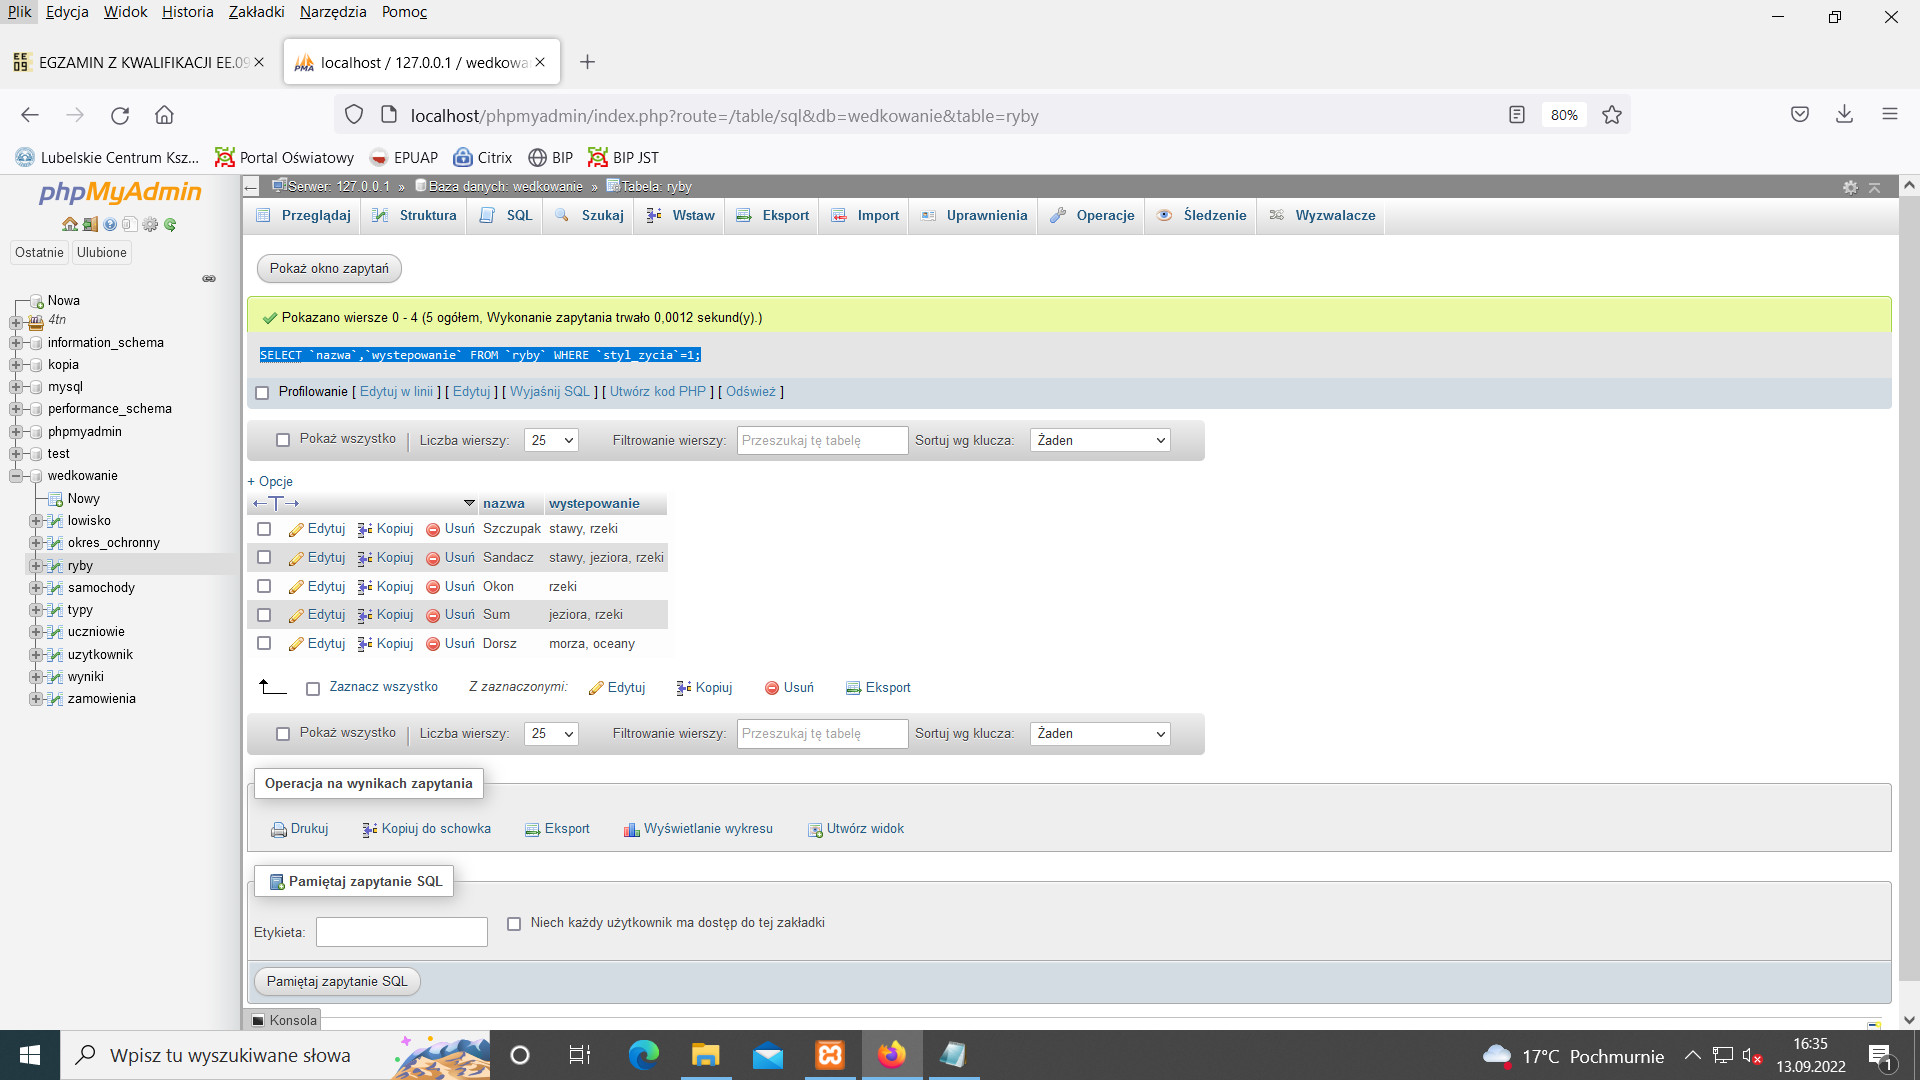 Plik Edycja Widok Historia Zakładki Narzędzia Pomoc
EE 09 EGZAMIN Z KWALIFIKACJI EE.09
PMA localhost / 127.0.0.1 / wedkowa
localhost/phpmyadmin/index.php?route=/table/sql&db=wedkowanie&table=ryby 80%
Lubelskie Centrum Ksz... Portal Oświatowy EPUAP Citrix BIP BIP JST
phpMyAdmin
Ostatnie Ulubione
Nowa
4tn
information_schema
kopia
mysql
performance_schema
phpmyadmin
test
wedkowanie
Nowy
lowisko
okres_ochronny
ryby
samochody
typy
uczniowie
uzytkownik
wyniki
zamowienia
Serwer: 127.0.0.1 » Baza danych: wedkowanie » Tabela: ryby
Przeglądaj Struktura SQL Szukaj Wstaw Eksport Import Uprawnienia Operacje Śledzenie Wyzwalacze
Pokaż okno zapytań
Pokazano wiersze 0 - 4 (5 ogółem, Wykonanie zapytania trwało 0,0012 sekund(y).)
SELECT `nazwa`,`wystepowanie` FROM `ryby` WHERE `styl_zycia`=1;
Profilowanie [ Edytuj w linii ] [ Edytuj ] [ Wyjaśnij SQL ] [ Utwórz kod PHP ] [ Odśwież ]
Pokaż wszystko Liczba wierszy: 25 Filtrowanie wierszy: Przeszukaj tę tabelę Sortuj wg klucza: Żaden
+ Opcje
←T→ nazwa wystepowanie
Edytuj Kopiuj Usuń Szczupak stawy, rzeki
Edytuj Kopiuj Usuń Sandacz stawy, jeziora, rzeki
Edytuj Kopiuj Usuń Okon rzeki
Edytuj Kopiuj Usuń Sum jeziora, rzeki
Edytuj Kopiuj Usuń Dorsz morza, oceany
Zaznacz wszystko Z zaznaczonymi: Edytuj Kopiuj Usuń Eksport
Pokaż wszystko Liczba wierszy: 25 Filtrowanie wierszy: Przeszukaj tę tabelę Sortuj wg klucza: Żaden
Operacja na wynikach zapytania
Drukuj Kopiuj do schowka Eksport Wyświetlanie wykresu Utwórz widok
Pamiętaj zapytanie SQL
Etykieta: Niech każdy użytkownik ma dostęp do tej zakładki
Pamiętaj zapytanie SQL
Konsola
Wpisz tu wyszukiwane słowa
17°C Pochmurnie
16:35
13.09.2022
1